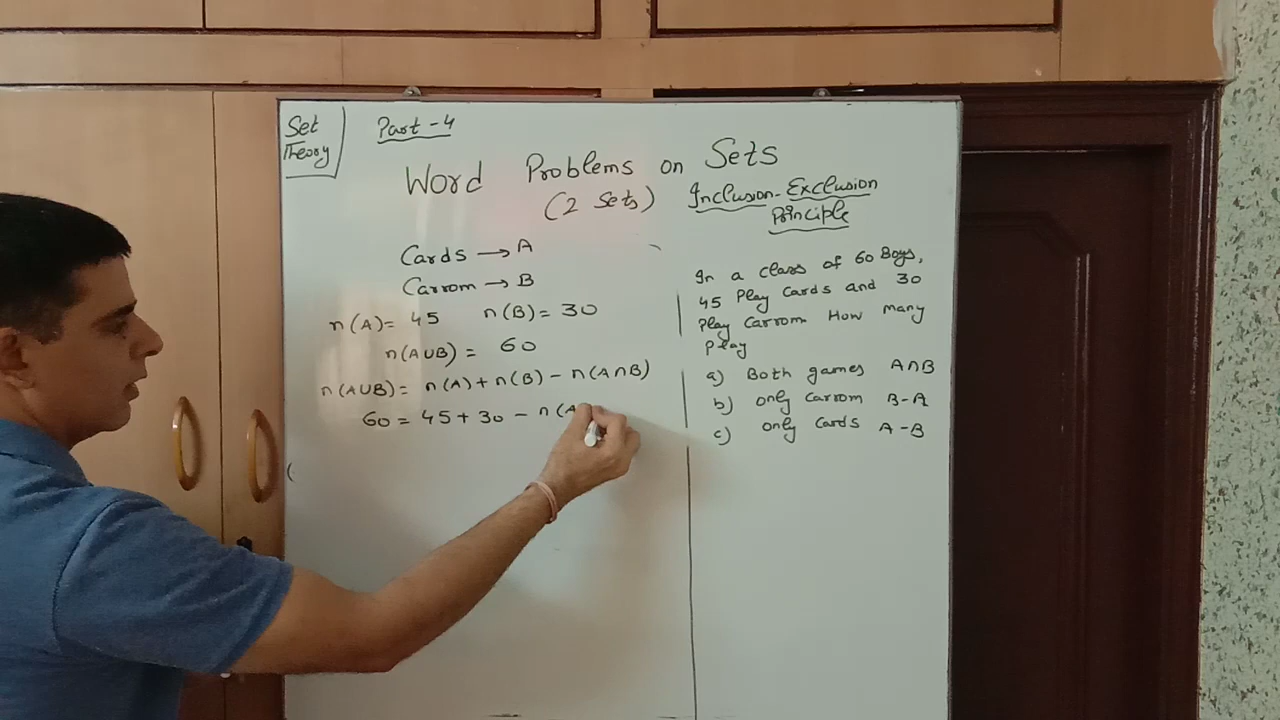 Set
Theory
Part - 4
Word Problems on Sets
(2 Sets) Inclusion-Exclusion
Principle
Cards → A
Carrom → B
n(A)= 45 n(B)= 30
n(A∪B) = 60
n(A∪B)= n(A)+n(B) - n(A∩B)
60 = 45+30 - n(A
In a class of 60 Boys,
45 Play Cards and 30
Play Carrom How many
Play
a) Both games A∩B
b) only Carrom B-A
c) only Cards A-B